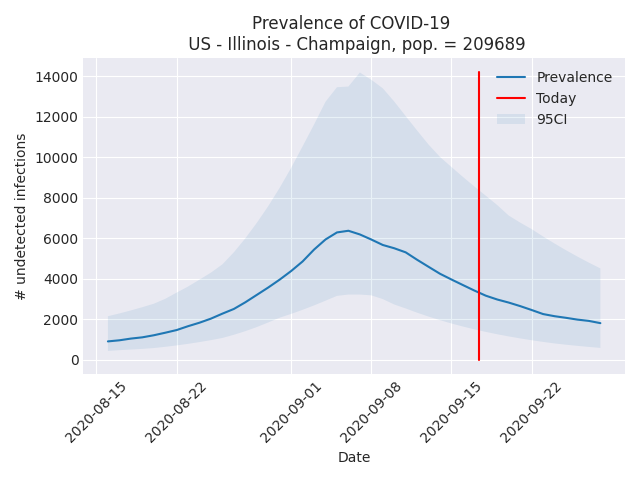 Prevalence of COVID-19
US - Illinois - Champaign, pop. = 209689
# undetected infections
14000
12000
10000
8000
6000
4000
2000
0
Prevalence
Today
95CI
2020-08-15
2020-08-22
2020-09-01
2020-09-08
2020-09-15
2020-09-22
Date